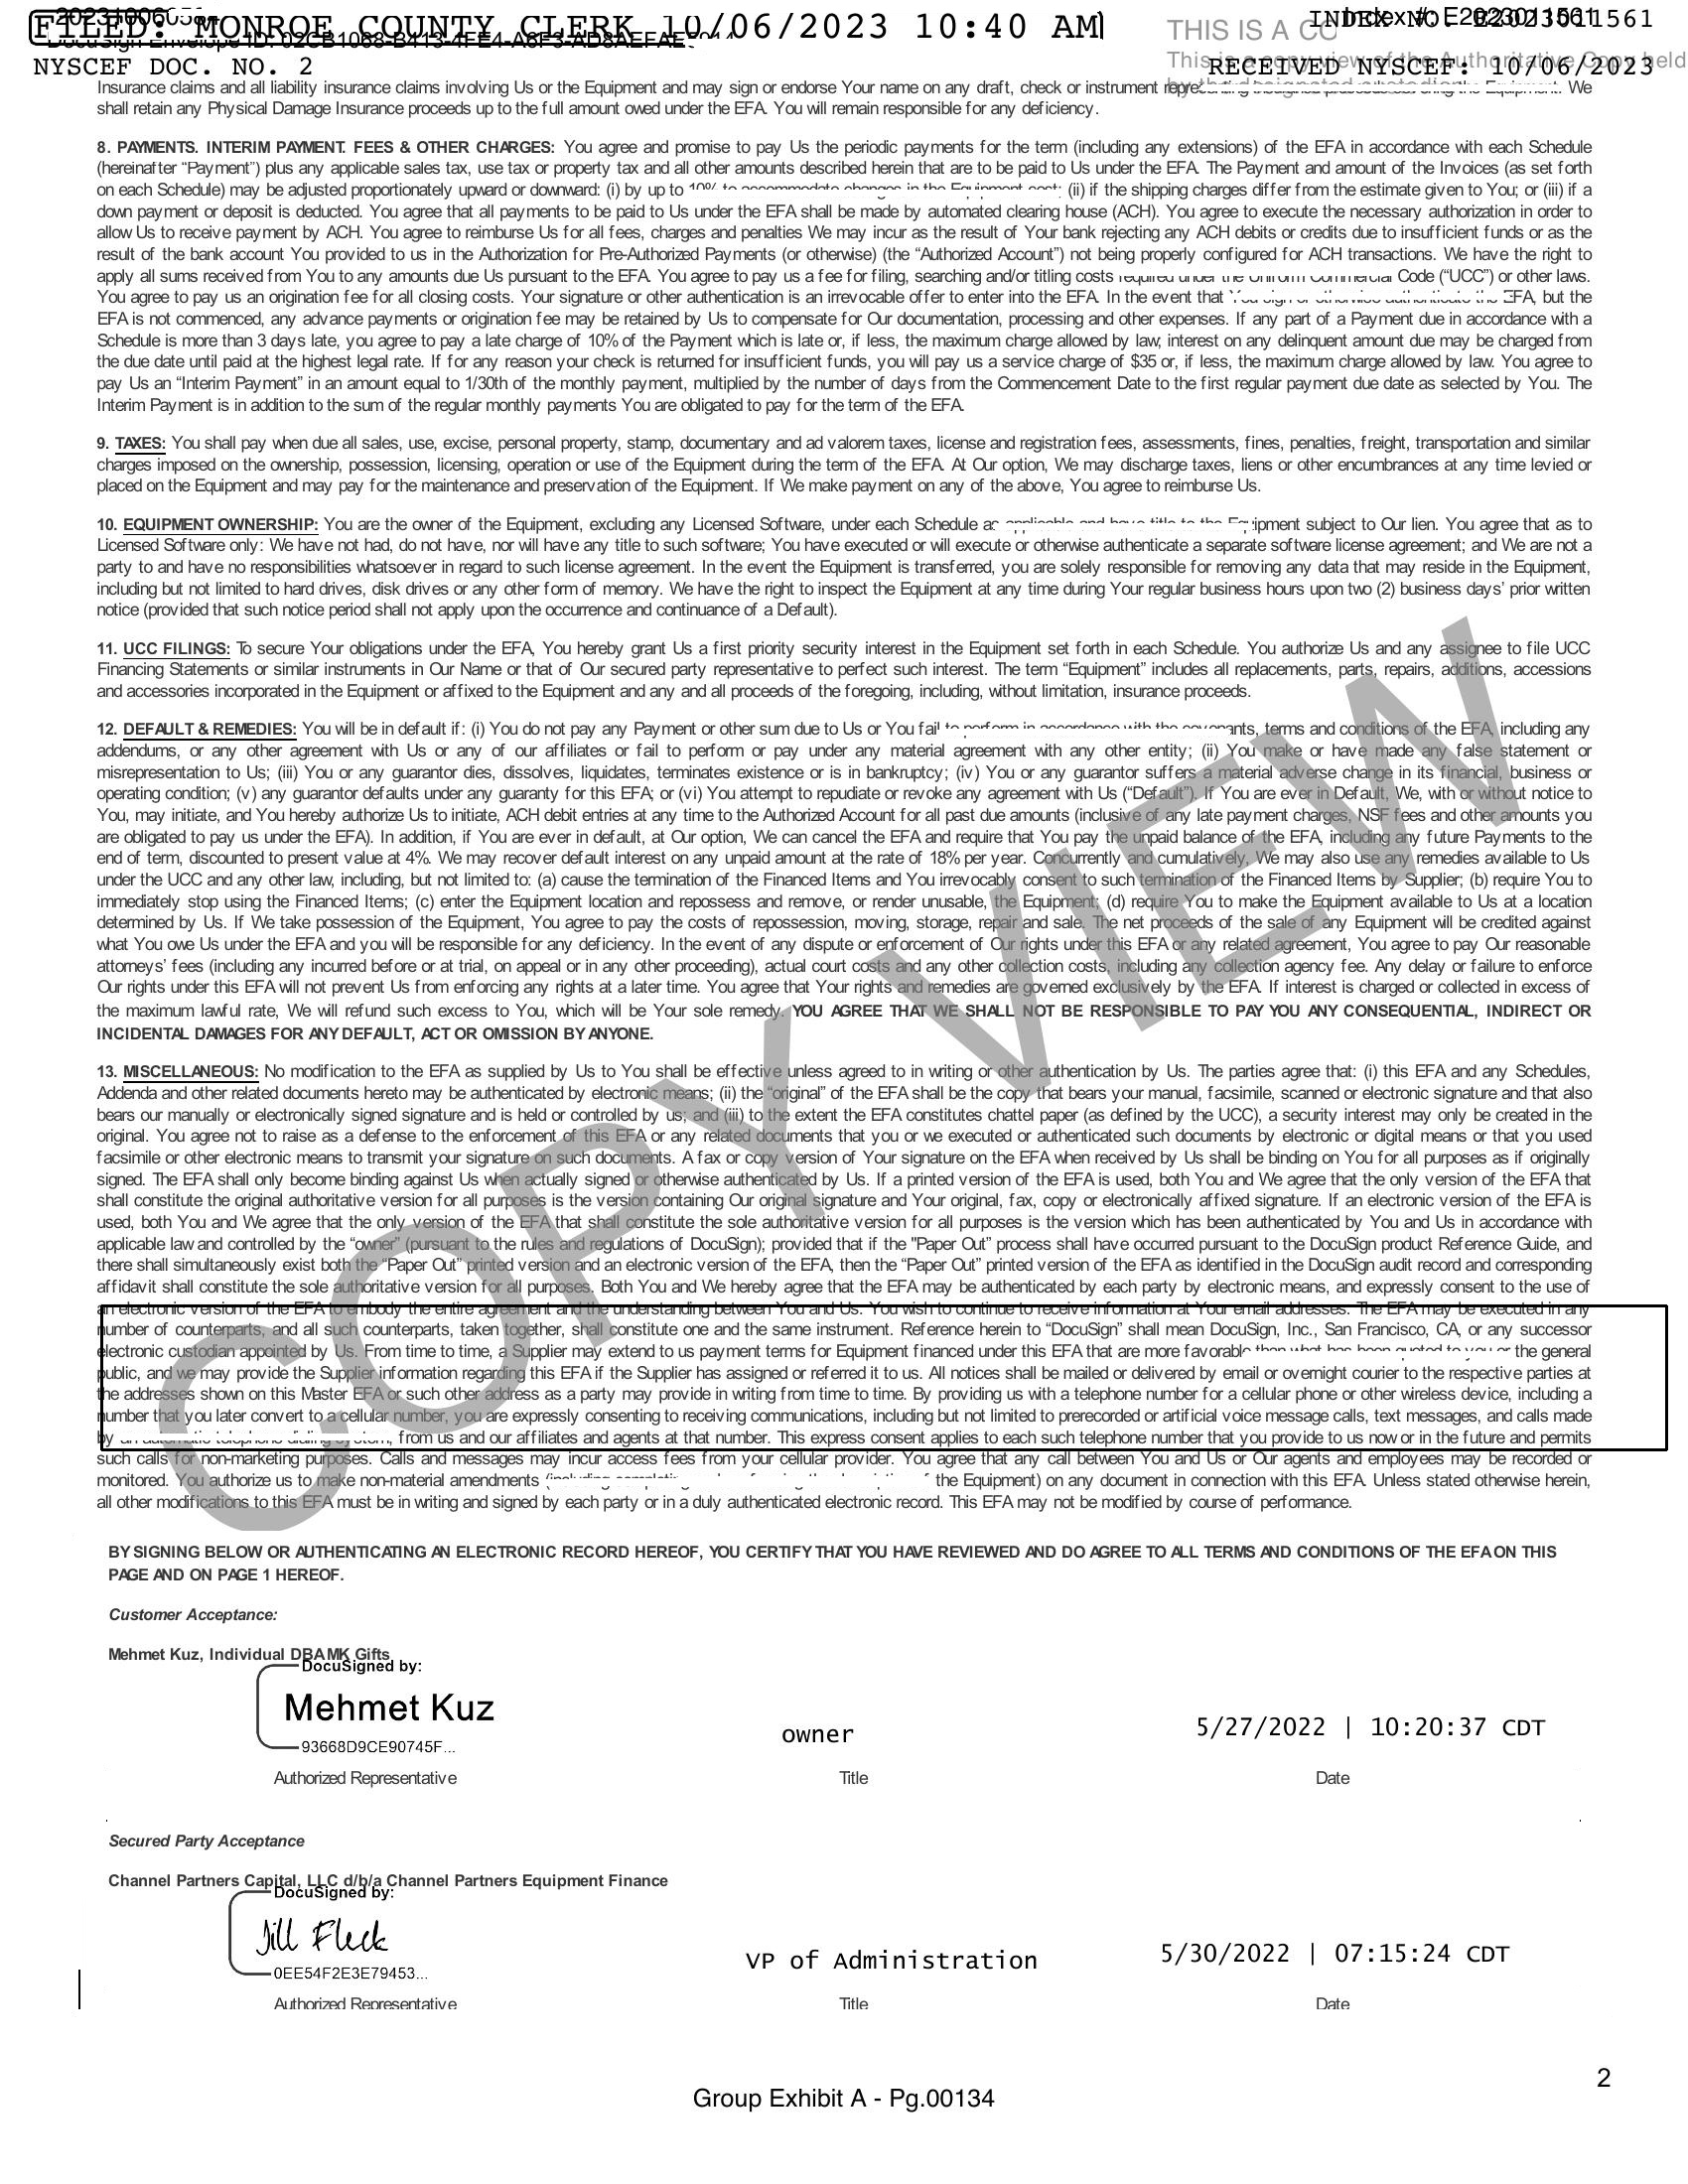 FILED: MONROE COUNTY CLERK 10/06/2023 10:40 AM
THIS IS A
NYSCEF DOC. NO. 2
RECEIVED NYSCEF: 10/06/2023
Insurance claims and all liability insurance claims involving Us or the Equipment and may sign or endorse Your name on any draft, check or instrument We
shall retain any Physical Damage Insurance proceeds up to the full amount owed under the EFA. You will remain responsible for any deficiency.
8. PAYMENTS. INTERIM PAYMENT. FEES & OTHER CHARGES: You agree and promise to pay Us the periodic payments for the term (including any extensions) of the EFA in accordance with each Schedule
(hereinafter “Payment”) plus any applicable sales tax, use tax or property tax and all other amounts described herein that are to be paid to Us under the EFA. The Payment and amount of the Invoices (as set forth
on each Schedule) may be adjusted proportionately upward or downward: (i) by up to (ii) if the shipping charges differ from the estimate given to You; or (iii) if a
down payment or deposit is deducted. You agree that all payments to be paid to Us under the EFA shall be made by automated clearing house (ACH). You agree to execute the necessary authorization in order to
allow Us to receive payment by ACH. You agree to reimburse Us for all fees, charges and penalties We may incur as the result of Your bank rejecting any ACH debits or credits due to insufficient funds or as the
result of the bank account You provided to us in the Authorization for Pre-Authorized Payments (or otherwise) (the “Authorized Account”) not being properly configured for ACH transactions. We have the right to
apply all sums received from You to any amounts due Us pursuant to the EFA. You agree to pay us a fee for filing, searching and/or titling costs Code (“UCC”) or other laws.
You agree to pay us an origination fee for all closing costs. Your signature or other authentication is an irrevocable offer to enter into the EFA. In the event that EFA, but the
EFA is not commenced, any advance payments or origination fee may be retained by Us to compensate for Our documentation, processing and other expenses. If any part of a Payment due in accordance with a
Schedule is more than 3 days late, you agree to pay a late charge of 10% of the Payment which is late or, if less, the maximum charge allowed by law; interest on any delinquent amount due may be charged from
the due date until paid at the highest legal rate. If for any reason your check is returned for insufficient funds, you will pay us a service charge of $35 or, if less, the maximum charge allowed by law. You agree to
pay Us an “Interim Payment” in an amount equal to 1/30th of the monthly payment, multiplied by the number of days from the Commencement Date to the first regular payment due date as selected by You. The
Interim Payment is in addition to the sum of the regular monthly payments You are obligated to pay for the term of the EFA.
9. TAXES: You shall pay when due all sales, use, excise, personal property, stamp, documentary and ad valorem taxes, license and registration fees, assessments, fines, penalties, freight, transportation and similar
charges imposed on the ownership, possession, licensing, operation or use of the Equipment during the term of the EFA. At Our option, We may discharge taxes, liens or other encumbrances at any time levied or
placed on the Equipment and may pay for the maintenance and preservation of the Equipment. If We make payment on any of the above, You agree to reimburse Us.
10. EQUIPMENT OWNERSHIP: You are the owner of the Equipment, excluding any Licensed Software, under each Schedule as Equipment subject to Our lien. You agree that as to
Licensed Software only: We have not had, do not have, nor will have any title to such software; You have executed or will execute or otherwise authenticate a separate software license agreement; and We are not a
party to and have no responsibilities whatsoever in regard to such license agreement. In the event the Equipment is transferred, you are solely responsible for removing any data that may reside in the Equipment,
including but not limited to hard drives, disk drives or any other form of memory. We have the right to inspect the Equipment at any time during Your regular business hours upon two (2) business days’ prior written
notice (provided that such notice period shall not apply upon the occurrence and continuance of a Default).
11. UCC FILINGS: To secure Your obligations under the EFA, You hereby grant Us a first priority security interest in the Equipment set forth in each Schedule. You authorize Us and any assignee to file UCC
Financing Statements or similar instruments in Our Name or that of Our secured party representative to perfect such interest. The term “Equipment” includes all replacements, parts, repairs, additions, accessions
and accessories incorporated in the Equipment or affixed to the Equipment and any and all proceeds of the foregoing, including, without limitation, insurance proceeds.
12. DEFAULT & REMEDIES: You will be in default if: (i) You do not pay any Payment or other sum due to Us or You fail terms and conditions of the EFA, including any
addendums, or any other agreement with Us or any of our affiliates or fail to perform or pay under any material agreement with any other entity; (ii) You make or have made any false statement or
misrepresentation to Us; (iii) You or any guarantor dies, dissolves, liquidates, terminates existence or is in bankruptcy; (iv) You or any guarantor suffers a material adverse change in its financial, business or
operating condition; (v) any guarantor defaults under any guaranty for this EFA; or (vi) You attempt to repudiate or revoke any agreement with Us (“Default”). If You are ever in Default, We, with or without notice to
You, may initiate, and You hereby authorize Us to initiate, ACH debit entries at any time to the Authorized Account for all past due amounts (inclusive of any late payment charges, NSF fees and other amounts you
are obligated to pay us under the EFA). In addition, if You are ever in default, at Our option, We can cancel the EFA and require that You pay the unpaid balance of the EFA, including any future Payments to the
end of term, discounted to present value at 4%. We may recover default interest on any unpaid amount at the rate of 18% per year. Concurrently and cumulatively, We may also use any remedies available to Us
under the UCC and any other law, including, but not limited to: (a) cause the termination of the Financed Items and You irrevocably consent to such ermination of the Financed Items by Supplier; (b) require You to
immediately stop using the Financed Items; (c) enter the Equipment location and repossess and remove, or render unusable, the Equipment; (d) require You to make the Equipment available to Us at a location
determined by Us. If We take possession of the Equipment, You agree to pay the costs of repossession, moving, storage, repair and sale. The net proceeds of the sale of any Equipment will be credited against
what You owe Us under the EFA and you will be responsible for any deficiency. In the event of any dispute or enforcement of Our rights under this EFA or any related agreement, You agree to pay Our reasonable
attorneys’ fees (including any incurred before or at trial, on appeal or in any other proceeding), actual court costs and any other collection costs, including any collection agency fee. Any delay or failure to enforce
Our rights under this EFA will not prevent Us from enforcing any rights at a later time. You agree that Your rights and remedies are governed exclusively by the EFA. If interest is charged or collected in excess of
the maximum lawful rate, We will refund such excess to You, which will be Your sole remedy. YOU AGREE THAT WE SHALL NOT BE RESPONSIBLE TO PAY YOU ANY CONSEQUENTIAL, INDIRECT OR
INCIDENTAL DAMAGES FOR ANY DEFAULT, ACT OR OMISSION BY ANYONE.
13. MISCELLANEOUS: No modification to the EFA as supplied by Us to You shall be effective unless agreed to in writing or other authentication by Us. The parties agree that: (i) this EFA and any Schedules,
Addenda and other related documents hereto may be authenticated by electronic means; (ii) the “original” of the EFA shall be the copy that bears your manual, facsimile, scanned or electronic signature and that also
bears our manually or electronically signed signature and is held or controlled by us; and (iii) to the extent the EFA constitutes chattel paper (as defined by the UCC), a security interest may only be created in the
original. You agree not to raise as a defense to the enforcement of this EFA or any related documents that you or we executed or authenticated such documents by electronic or digital means or that you used
facsimile or other electronic means to transmit your signature on such documents. A fax or copy version of Your signature on the EFA when received by Us shall be binding on You for all purposes as if originally
signed. The EFA shall only become binding against Us when actually signed or otherwise authenticated by Us. If a printed version of the EFA is used, both You and We agree that the only version of the EFA that
shall constitute the original authoritative version for all purposes is the version containing Our original signature and Your original, fax, copy or electronically affixed signature. If an electronic version of the EFA is
used, both You and We agree that the only version of the EFA that shall constitute the sole authoritative version for all purposes is the version which has been authenticated by You and Us in accordance with
applicable law and controlled by the “owner” (pursuant to the rules and regulations of DocuSign); provided that if the "Paper Out” process shall have occurred pursuant to the DocuSign product Reference Guide, and
there shall simultaneously exist both the “Paper Out” printed version and an electronic version of the EFA, then the “Paper Out” printed version of the EFA as identified in the DocuSign audit record and corresponding
affidavit shall constitute the sole authoritative version for all purposes. Both You and We hereby agree that the EFA may be authenticated by each party by electronic means, and expressly consent to the use of
an electronic version of the EFA to embody the entire agreement and the understanding between You and Us. You wish to continue to receive information at Your email addresses. The EFA may be executed in any
number of counterparts, and all such counterparts, taken together, shall constitute one and the same instrument. Reference herein to “DocuSign” shall mean DocuSign, Inc., San Francisco, CA, or any successor
electronic custodian appointed by Us. From time to time, a Supplier may extend to us payment terms for Equipment financed under this EFA that are more favorable the general
public, and we may provide the Supplier information regarding this EFA if the Supplier has assigned or referred it to us. All notices shall be mailed or delivered by email or overnight courier to the respective parties at
the addresses shown on this Master EFA or such other address as a party may provide in writing from time to time. By providing us with a telephone number for a cellular phone or other wireless device, including a
number that you later convert to a cellular number, you are expressly consenting to receiving communications, including but not limited to prerecorded or artificial voice message calls, text messages, and calls made
by from us and our affiliates and agents at that number. This express consent applies to each such telephone number that you provide to us now or in the future and permits
such calls for non-marketing purposes. Calls and messages may incur access fees from your cellular provider. You agree that any call between You and Us or Our agents and employees may be recorded or
monitored. You authorize us to make non-material amendments the Equipment) on any document in connection with this EFA. Unless stated otherwise herein,
all other modifications to this EFA must be in writing and signed by each party or in a duly authenticated electronic record. This EFA may not be modified by course of performance.
COPY VIEW
BY SIGNING BELOW OR AUTHENTICATING AN ELECTRONIC RECORD HEREOF, YOU CERTIFY THAT YOU HAVE REVIEWED AND DO AGREE TO ALL TERMS AND CONDITIONS OF THE EFA ON THIS
PAGE AND ON PAGE 1 HEREOF.
Customer Acceptance:
Mehmet Kuz, Individual DBA MK Gifts
DocuSigned by:
Mehmet Kuz
93668D9CE90745F...
owner
5/27/2022 | 10:20:37 CDT
Authorized Representative Title Date
Secured Party Acceptance
Channel Partners Capital, LLC d/b/a Channel Partners Equipment Finance
DocuSigned by:
Jill Fleck
0EE54F2E3E79453...
VP of Administration
5/30/2022 | 07:15:24 CDT
Authorized Representative Title Date
2
Group Exhibit A - Pg.00134